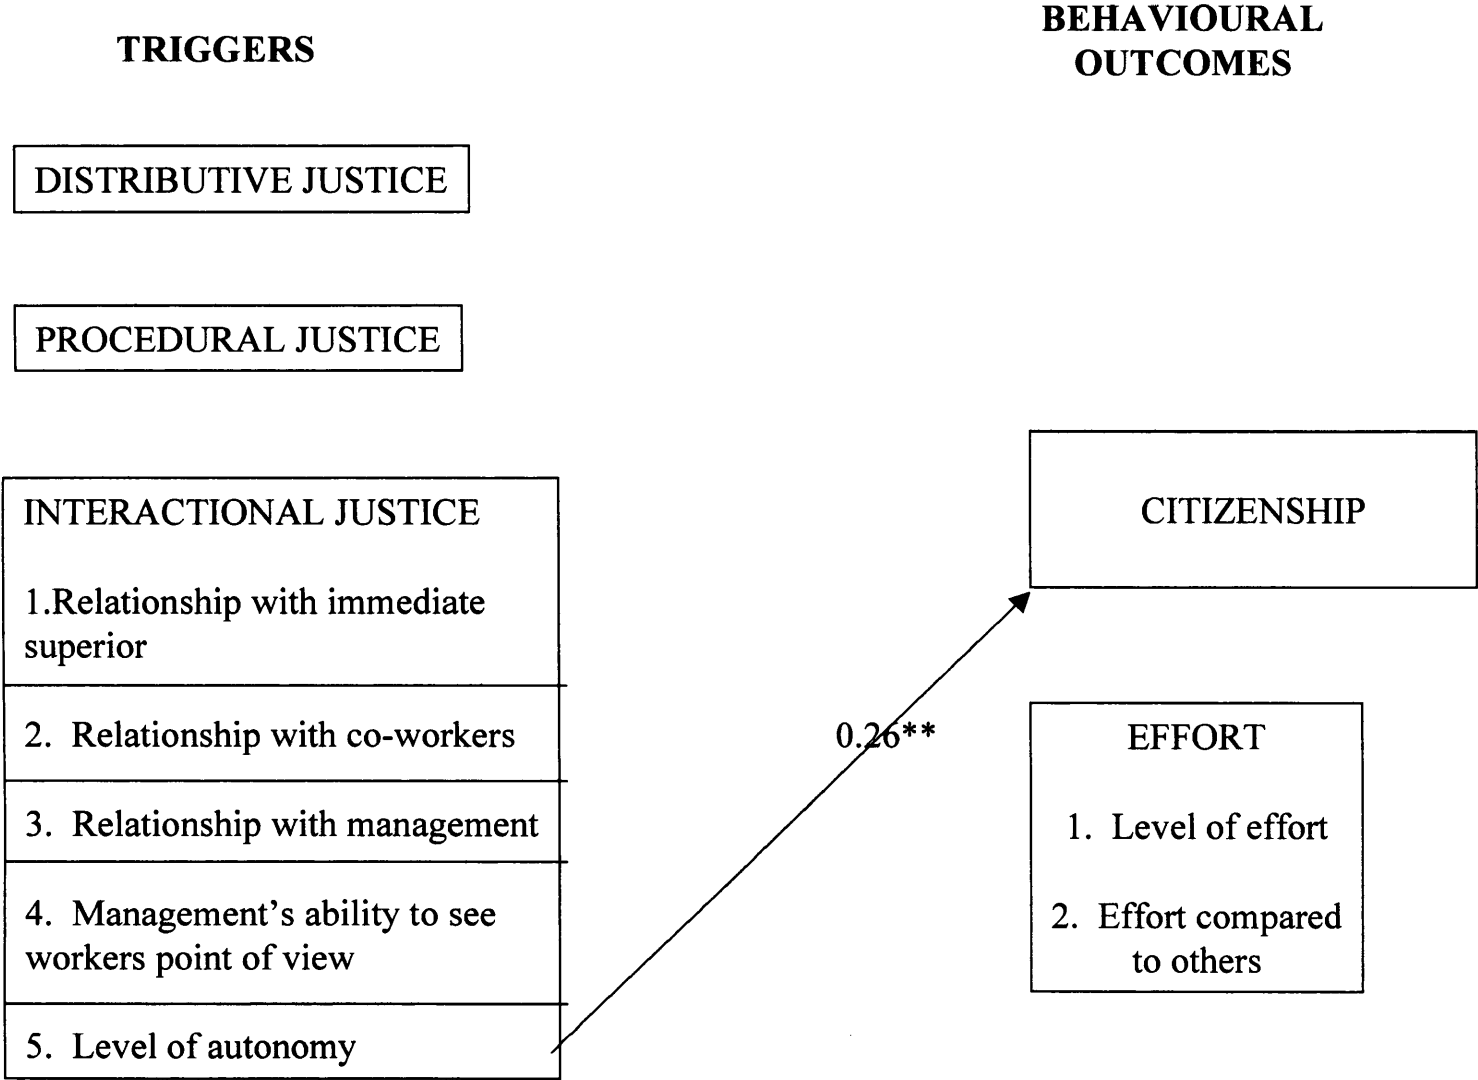 TRIGGERS
BEHAVIOURAL
OUTCOMES
DISTRIBUTIVE JUSTICE
PROCEDURAL JUSTICE
INTERACTIONAL JUSTICE
1.Relationship with immediate
superior
2. Relationship with co-workers
3. Relationship with management
4. Management's ability to see
workers point of view
5. Level of autonomy
0.26**
CITIZENSHIP
EFFORT
1. Level of effort
2. Effort compared
to others